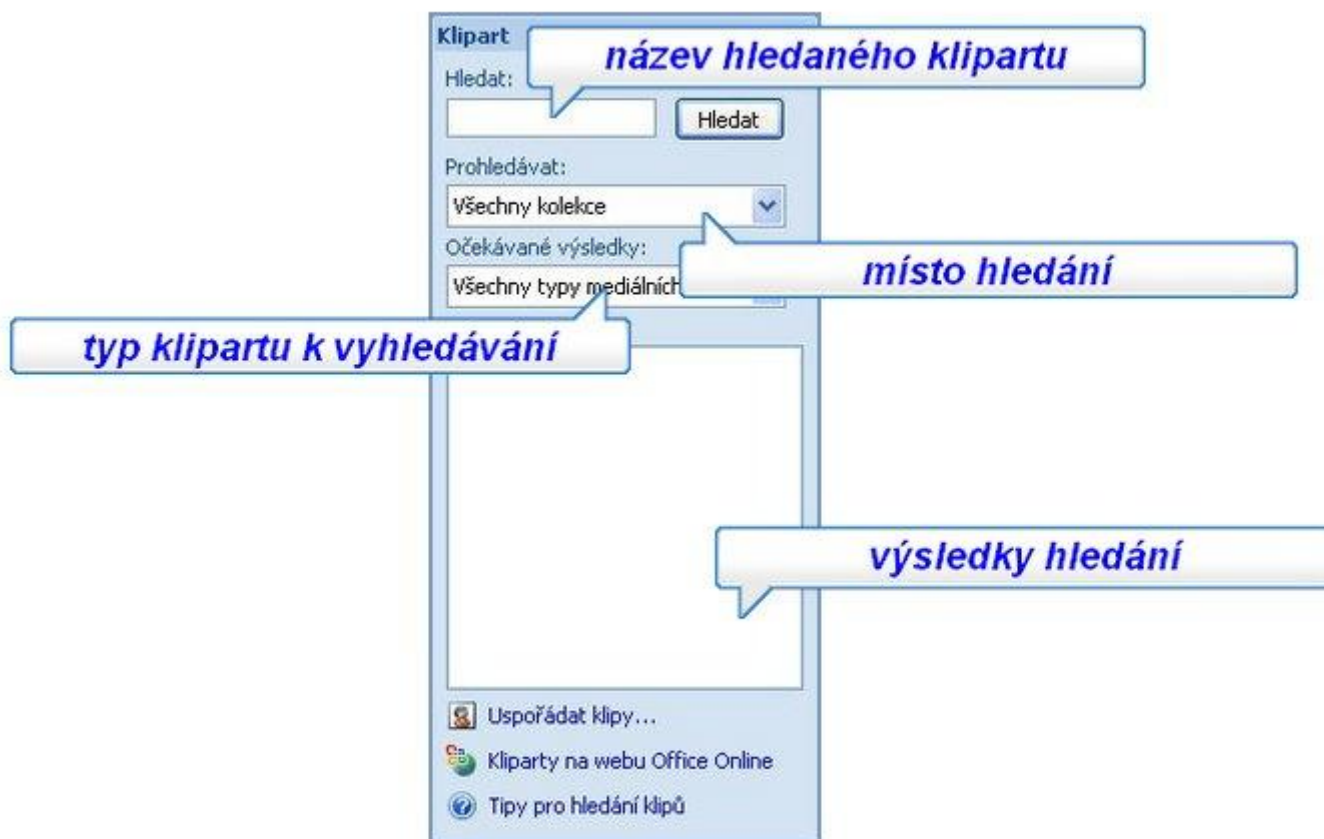 Klipart
název hledaného klipartu
Hledat:
Hledat
Prohledávat:
Všechny kolekce
Očekávané výsledky:
místo hledání
Všechny typy mediálních
typ klipartu k vyhledávání
výsledky hledání
Uspořádat klipy...
Kliparty na webu Office Online
Tipy pro hledání klipů